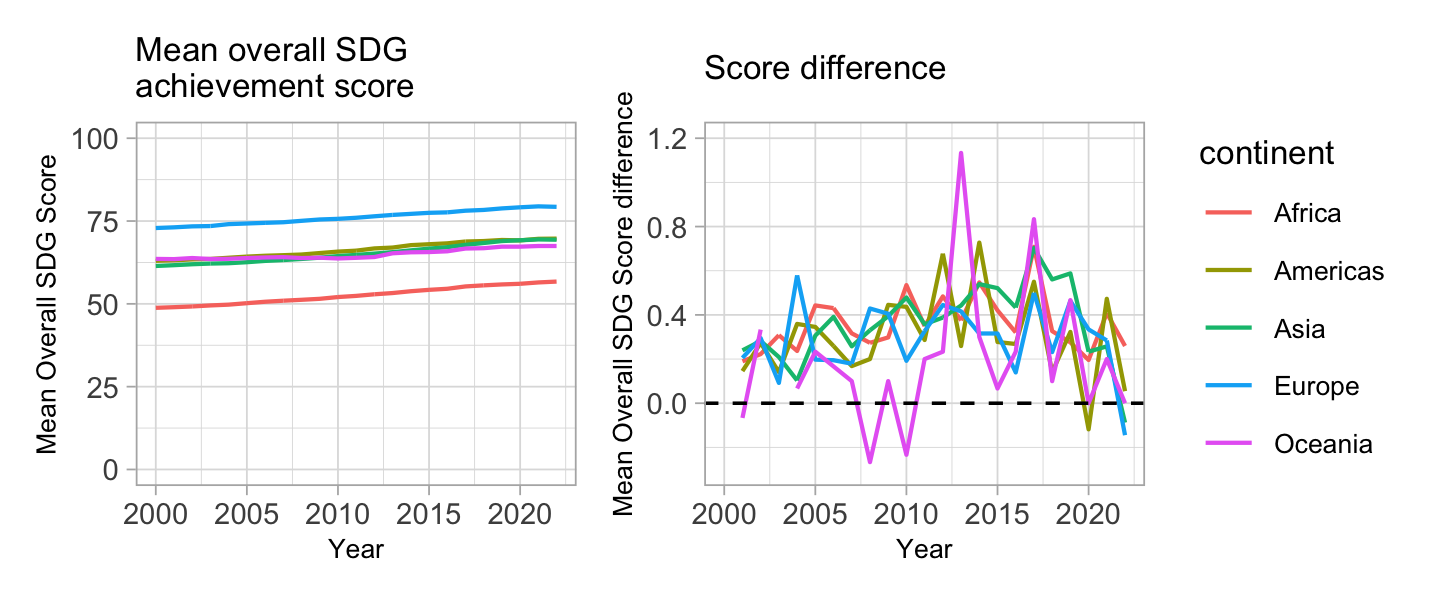 Mean overall SDG
achievement score
Mean Overall SDG Score
100
75
50
25
0
2000 2005 2010 2015 2020
Year
Score difference
Mean Overall SDG Score difference
1.2
0.8
0.4
0.0
2000 2005 2010 2015 2020
Year
continent
Africa
Americas
Asia
Europe
Oceania